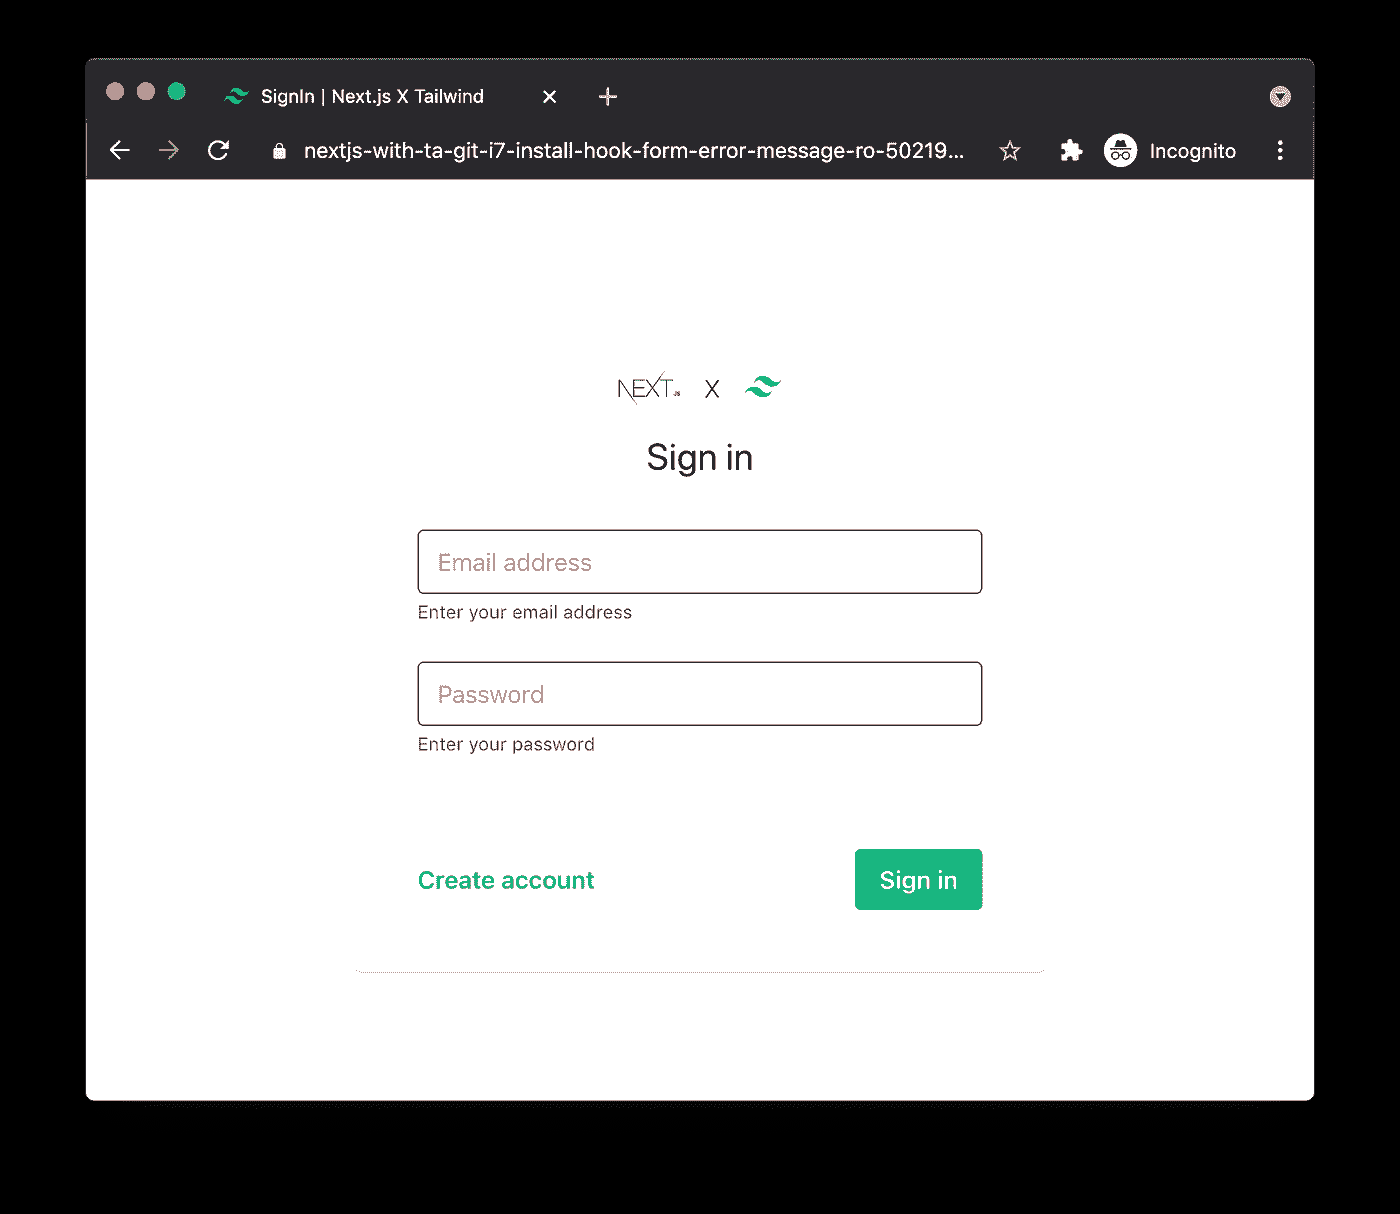 SignIn | Next.js X Tailwind
nextjs-with-ta-git-i7-install-hook-form-error-message-ro-50219...
Incognito
NEXT.JS X
Sign in
Email address
Enter your email address
Password
Enter your password
Create account
Sign in